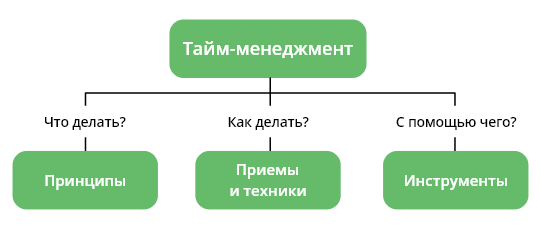 Тайм-менеджмент
Что делать?
Как делать?
С помощью чего?
Принципы
Приемы
и техники
Инструменты